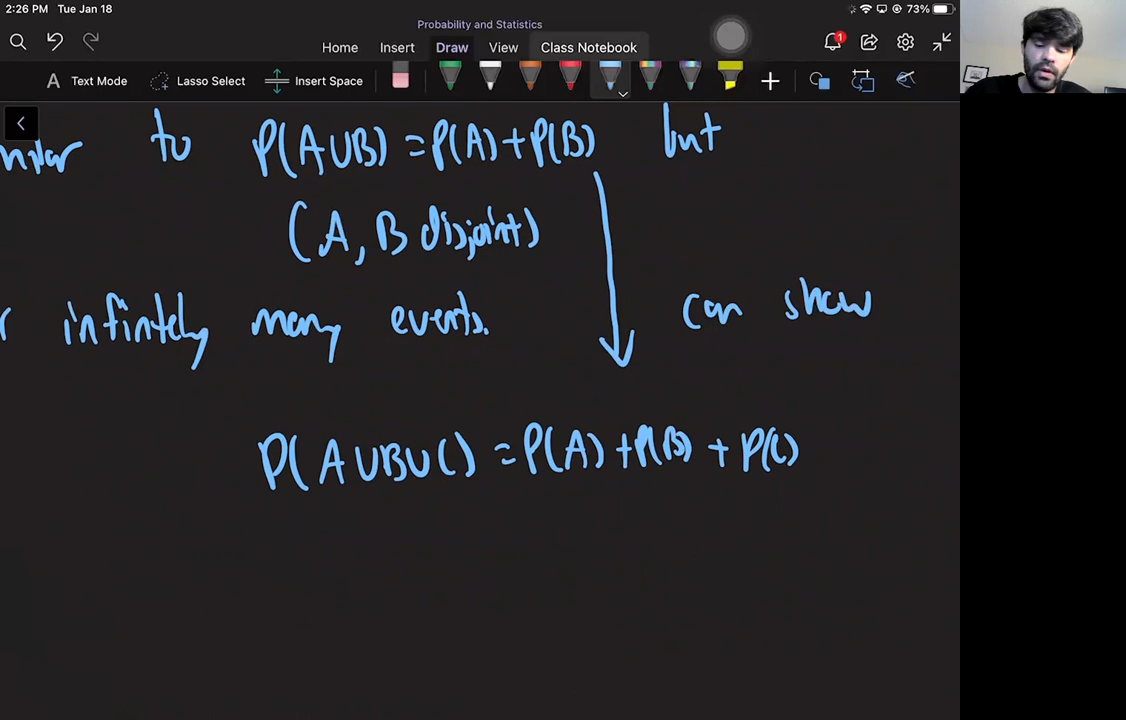 2:26 PM Tue Jan 18
73%
Probability and Statistics
Home Insert Draw View Class Notebook
1
A Text Mode Lasso Select Insert Space
to P(A∪B) = P(A)+P(B) but
(A, B disjoint)
infinitely many events. can show
P(A∪B∪C) = P(A) + P(B) + P(C)